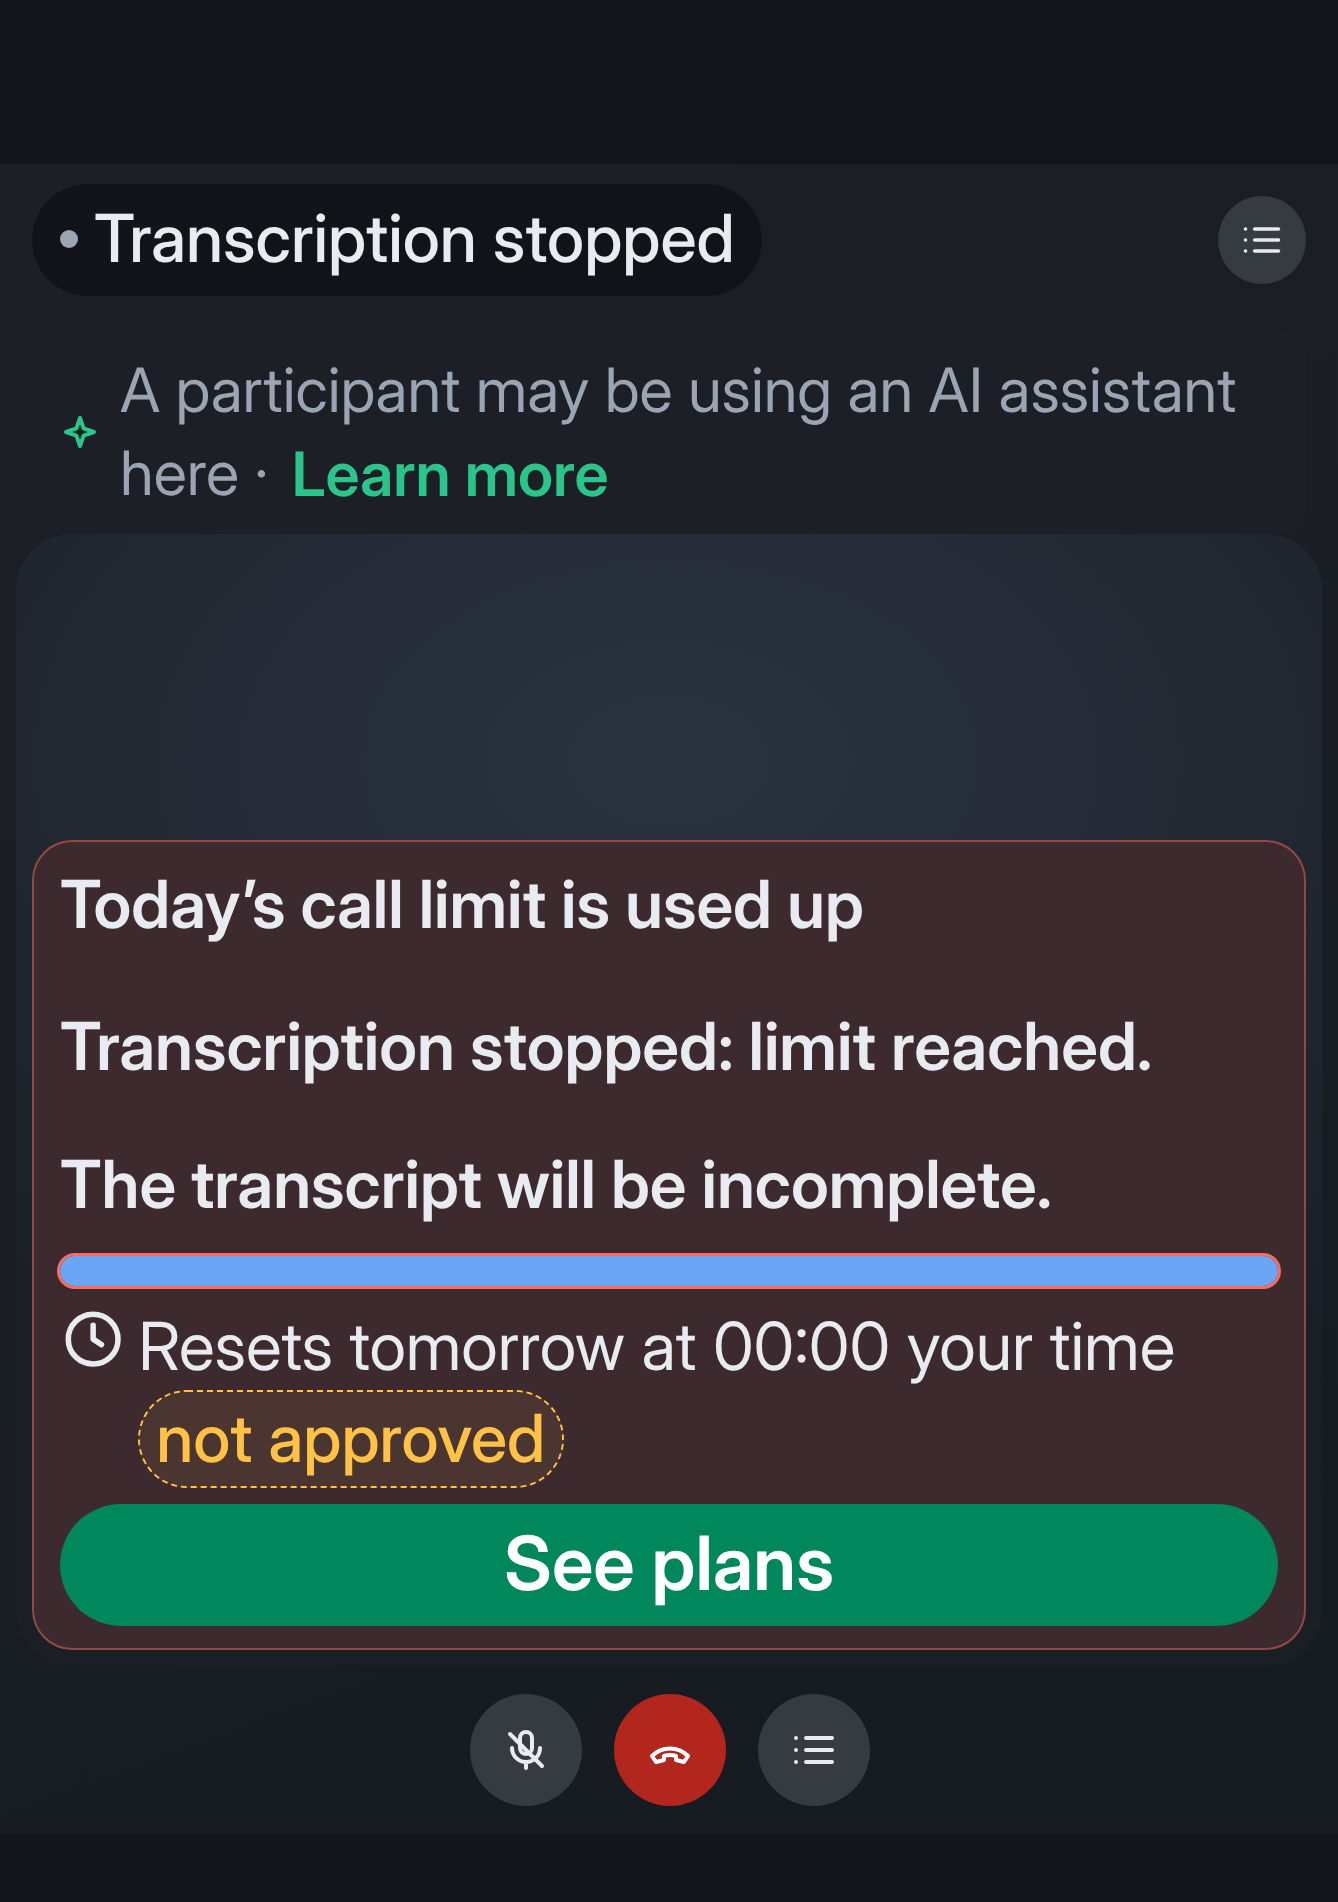 Transcription stopped
A participant may be using an AI assistant
here · Learn more
Today’s call limit is used up
Transcription stopped: limit reached.
The transcript will be incomplete.
Resets tomorrow at 00:00 your time
not approved
See plans